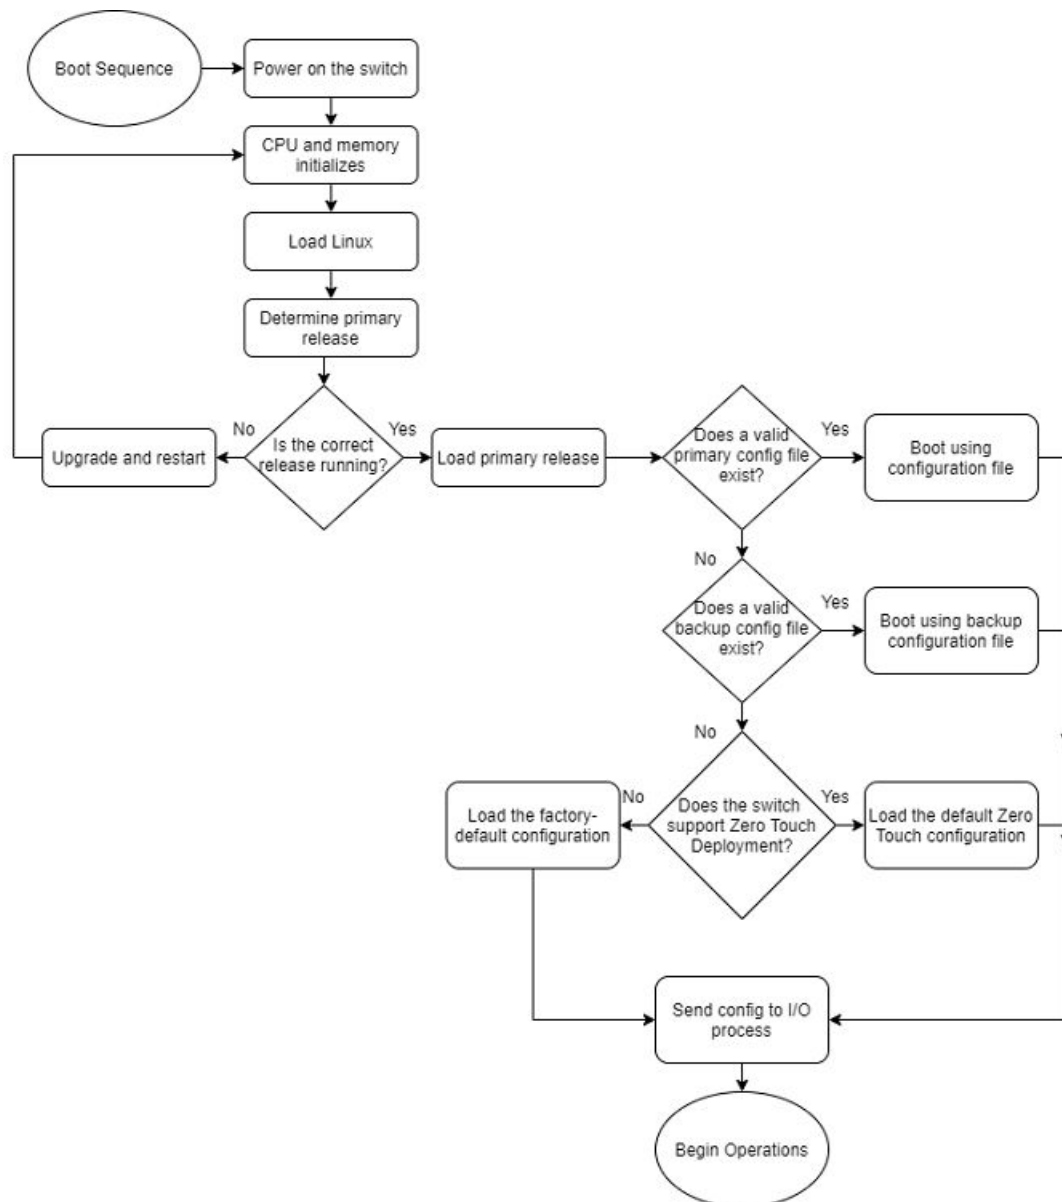 Boot Sequence
Power on the switch
CPU and memory
initializes
Load Linux
Determine primary
release
No
Is the correct
release running?
Yes
Upgrade and restart
Load primary release
Does a valid
primary config file
exist?
Yes
Boot using
configuration file
No
Does a valid
backup config file
exist?
Yes
Boot using backup
configuration file
No
Does the switch
support Zero Touch
Deployment?
No
Yes
Load the factory-
default configuration
Load the default Zero
Touch configuration
Send config to I/O
process
Begin Operations